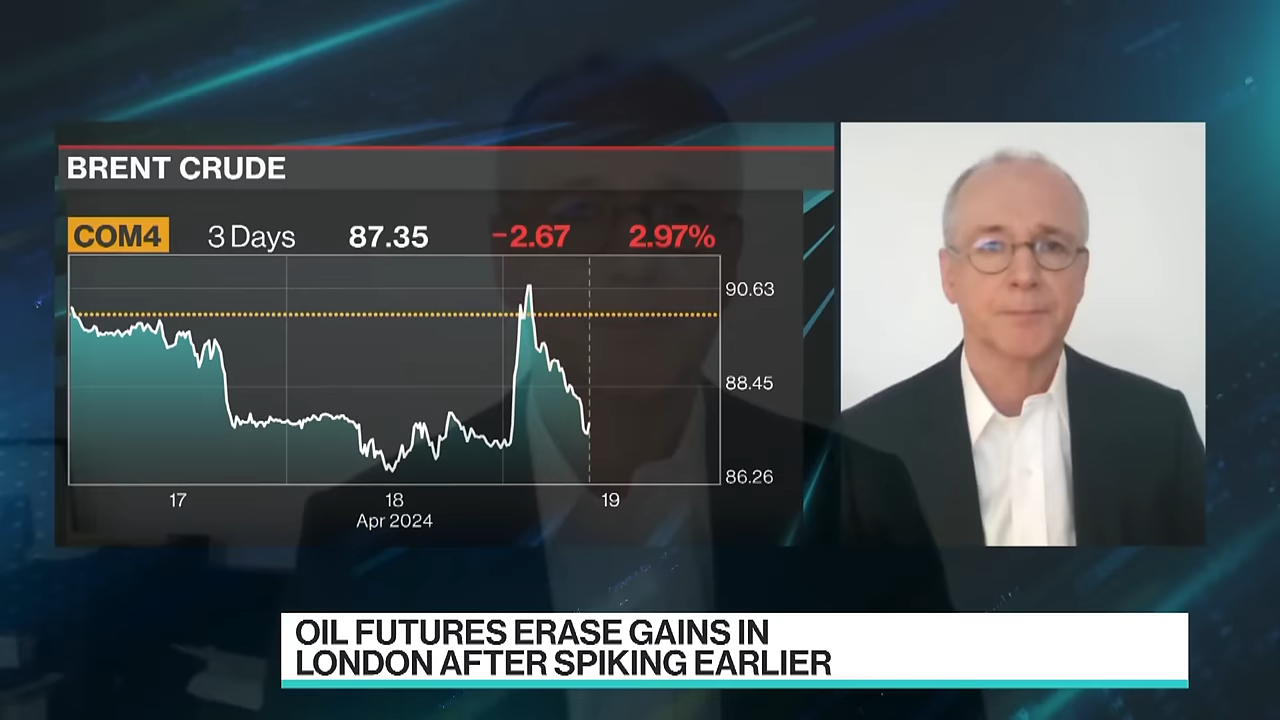 BRENT CRUDE
COM4 3 Days 87.35 -2.67 2.97%
90.63
88.45
86.26
17 18 19
Apr 2024
OIL FUTURES ERASE GAINS IN
LONDON AFTER SPIKING EARLIER